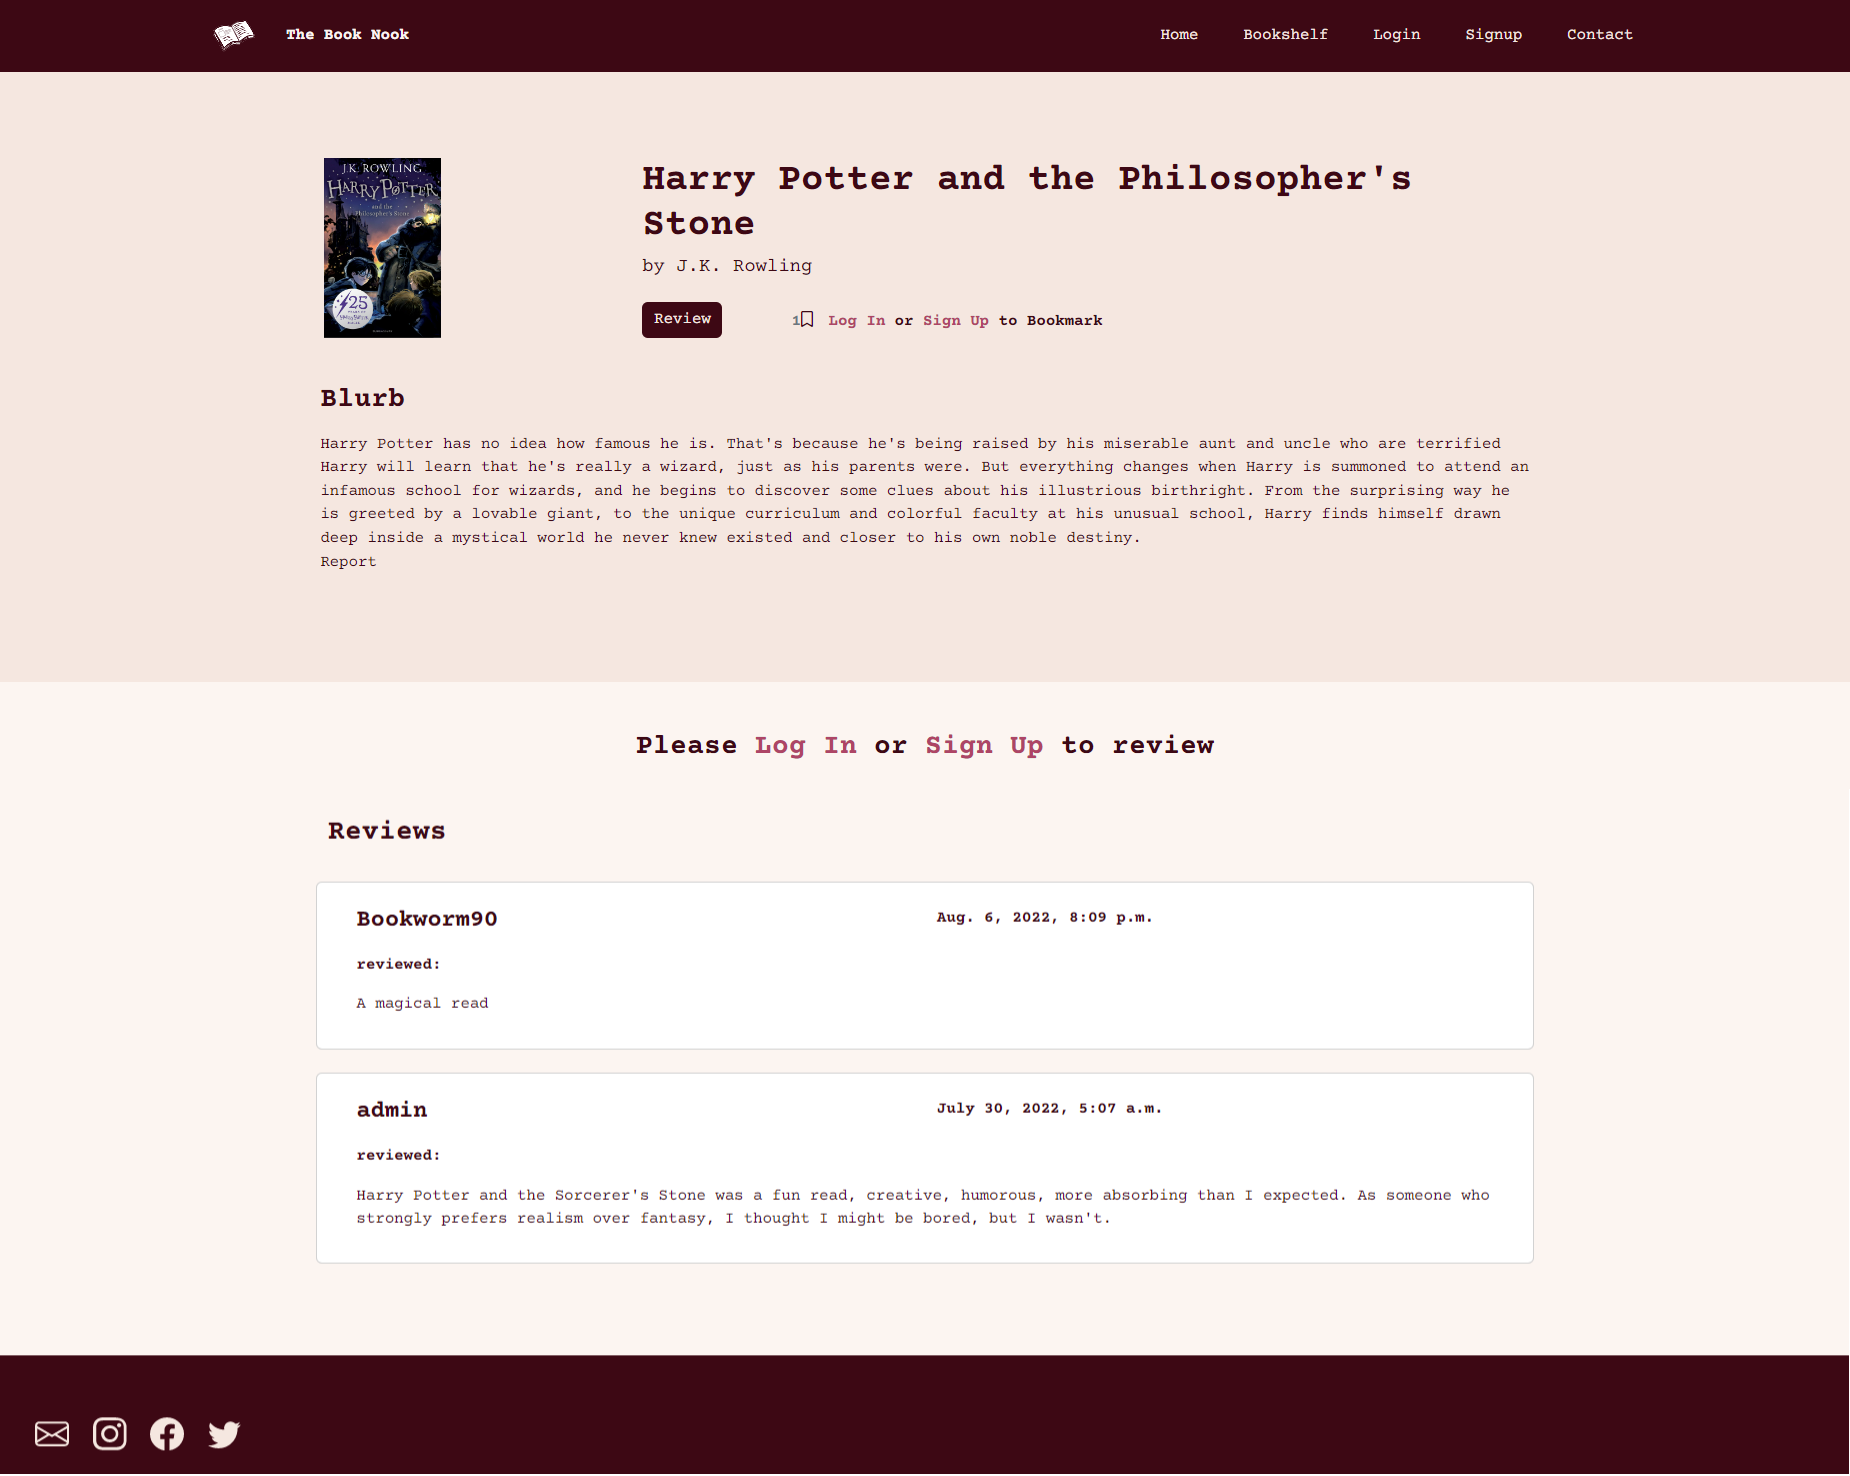 The Book Nook
Home
Bookshelf
Login
Signup
Contact
J.K. ROWLING
HARRY POTTER
and the
Philosopher's Stone
25
Harry Potter and the Philosopher's
Stone
by J.K. Rowling
Review
1 Log In or Sign Up to Bookmark
Blurb
Harry Potter has no idea how famous he is. That's because he's being raised by his miserable aunt and uncle who are terrified
Harry will learn that he's really a wizard, just as his parents were. But everything changes when Harry is summoned to attend an
infamous school for wizards, and he begins to discover some clues about his illustrious birthright. From the surprising way he
is greeted by a lovable giant, to the unique curriculum and colorful faculty at his unusual school, Harry finds himself drawn
deep inside a mystical world he never knew existed and closer to his own noble destiny.
Report
Please Log In or Sign Up to review
Reviews
Bookworm90
Aug. 6, 2022, 8:09 p.m.
reviewed:
A magical read
admin
July 30, 2022, 5:07 a.m.
reviewed:
Harry Potter and the Sorcerer's Stone was a fun read, creative, humorous, more absorbing than I expected. As someone who
strongly prefers realism over fantasy, I thought I might be bored, but I wasn't.